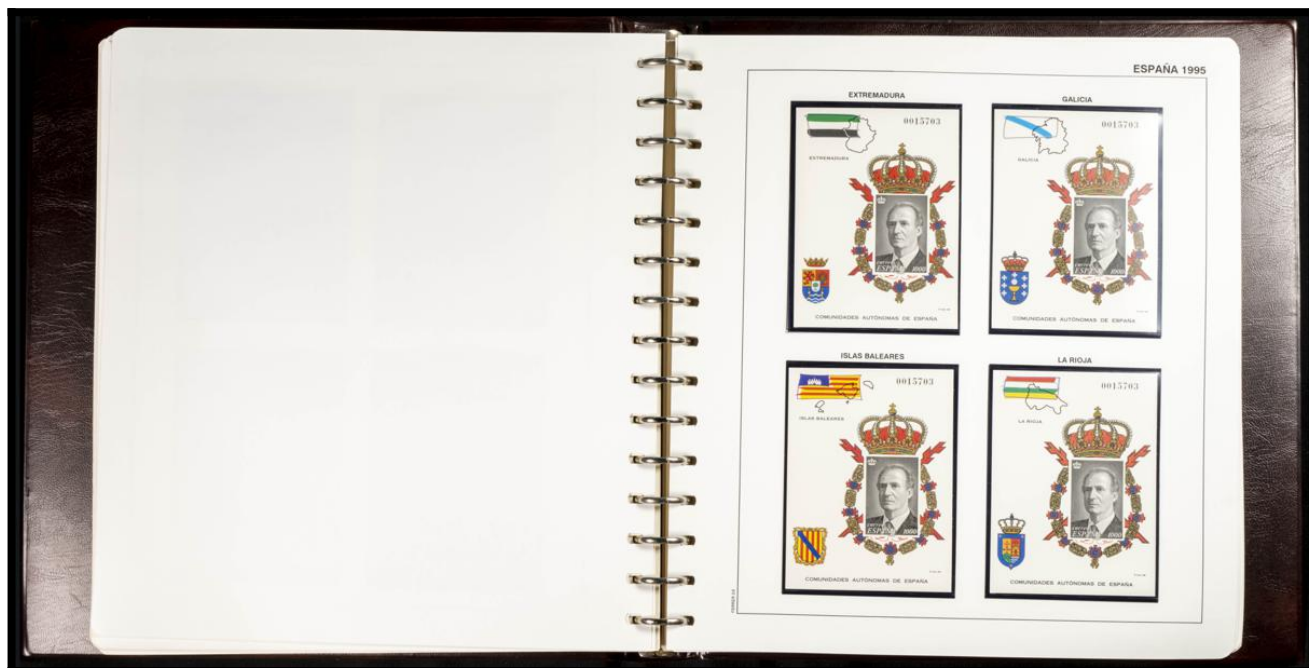 ESPAÑA 1995
EXTREMADURA
0015703
EXTREMADURA
ESPAÑA 1000
COMUNIDADES AUTÓNOMAS DE ESPAÑA
GALICIA
0015703
GALICIA
ESPAÑA 1000
COMUNIDADES AUTÓNOMAS DE ESPAÑA
ISLAS BALEARES
0015703
ISLAS BALEARES
ESPAÑA 1000
COMUNIDADES AUTÓNOMAS DE ESPAÑA
LA RIOJA
0015703
LA RIOJA
ESPAÑA 1000
COMUNIDADES AUTÓNOMAS DE ESPAÑA